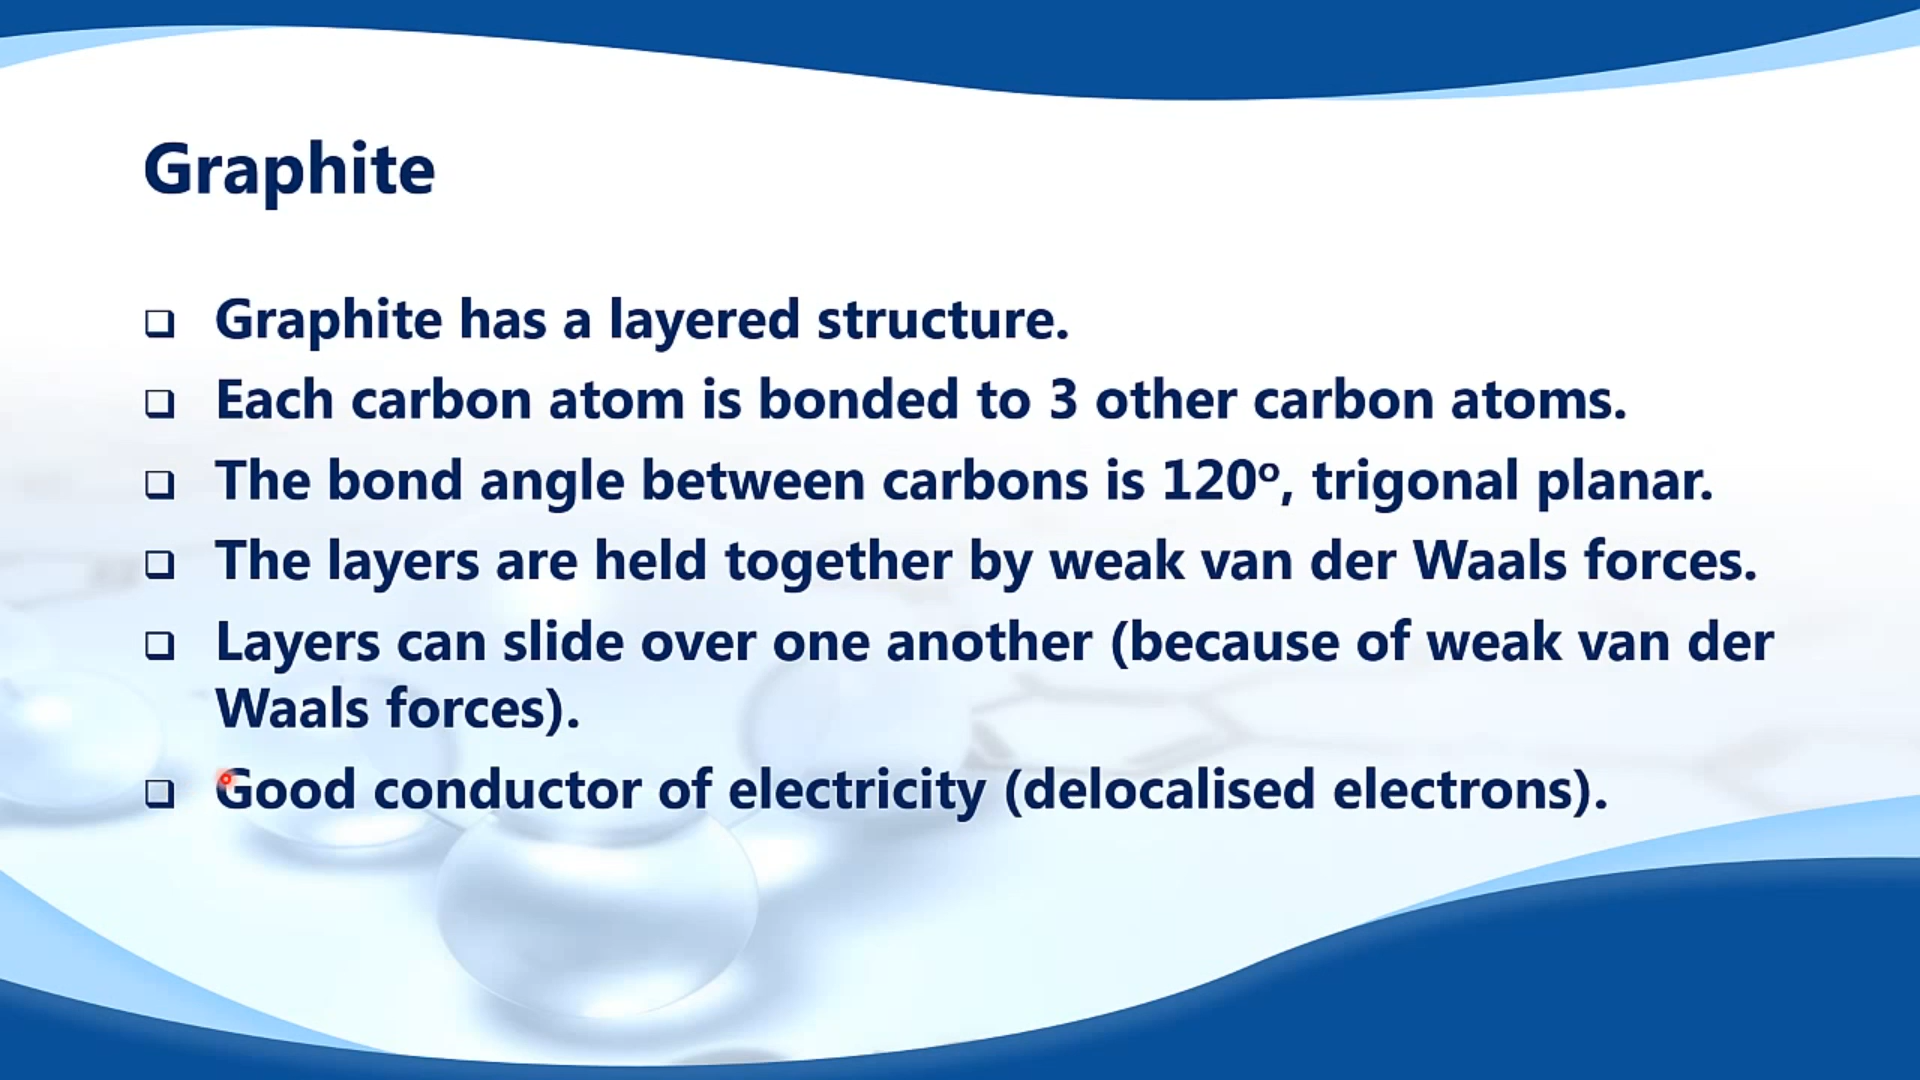 Graphite
❑ Graphite has a layered structure.
❑ Each carbon atom is bonded to 3 other carbon atoms.
❑ The bond angle between carbons is 120º, trigonal planar.
❑ The layers are held together by weak van der Waals forces.
❑ Layers can slide over one another (because of weak van der
Waals forces).
❑ Good conductor of electricity (delocalised electrons).